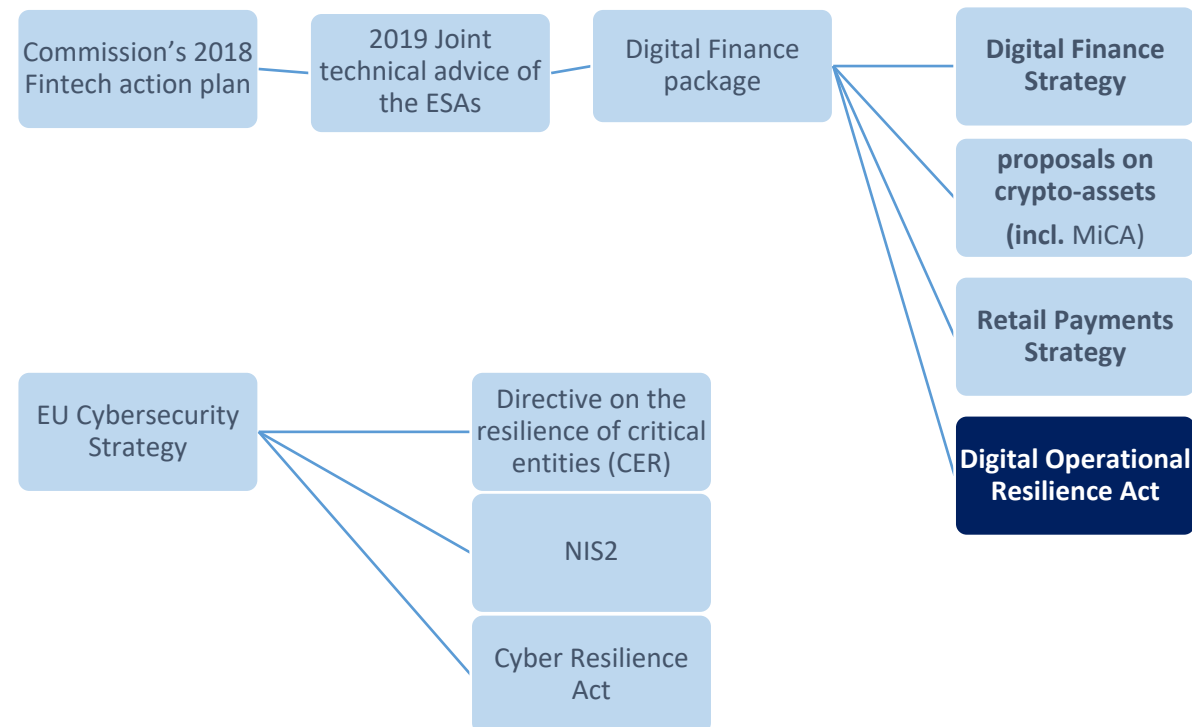 Commission’s 2018
Fintech action plan
2019 Joint
technical advice of
the ESAs
Digital Finance
package
Digital Finance
Strategy
proposals on
crypto-assets
(incl. MiCA)
Retail Payments
Strategy
Digital Operational
Resilience Act
EU Cybersecurity
Strategy
Directive on the
resilience of critical
entities (CER)
NIS2
Cyber Resilience
Act